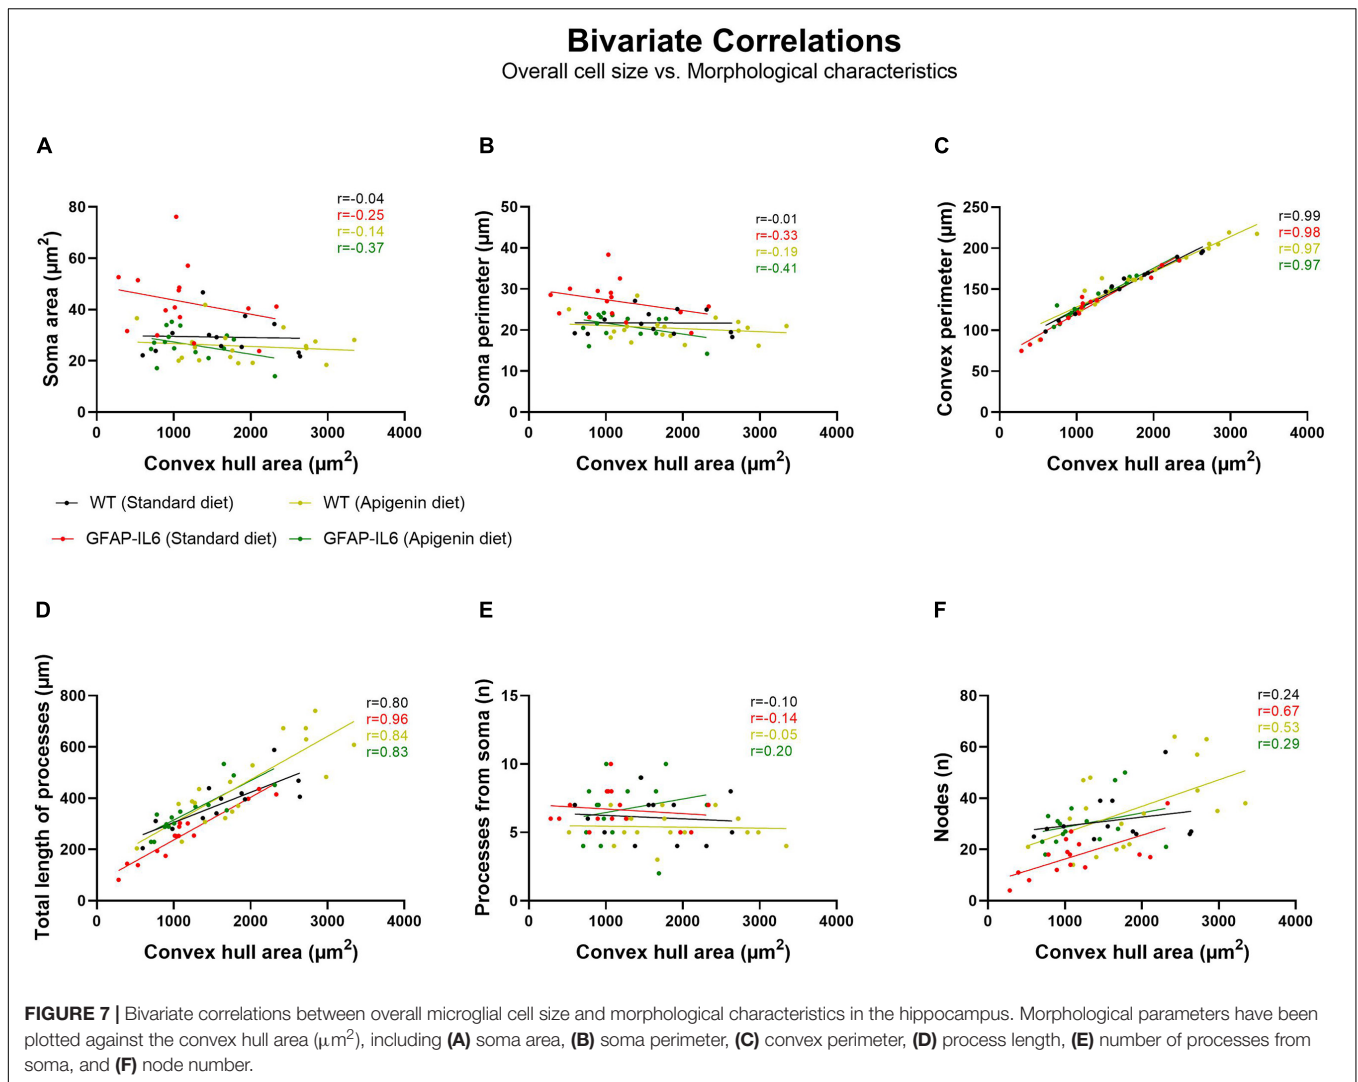 Bivariate Correlations
Overall cell size vs. Morphological characteristics
A
r=-0.04
r=-0.25
r=-0.14
r=-0.37
Soma area (µm²)
80
60
40
20
0
0 1000 2000 3000 4000
Convex hull area (µm²)
B
r=-0.01
r=-0.33
r=-0.19
r=-0.41
Soma perimeter (µm)
50
40
30
20
10
0
0 1000 2000 3000 4000
Convex hull area (µm²)
C
r=0.99
r=0.98
r=0.97
r=0.97
Convex perimeter (µm)
250
200
150
100
50
0
0 1000 2000 3000 4000
Convex hull area (µm²)
WT (Standard diet) WT (Apigenin diet)
GFAP-IL6 (Standard diet) GFAP-IL6 (Apigenin diet)
D
r=0.80
r=0.96
r=0.84
r=0.83
Total length of processes (µm)
800
600
400
200
0
0 1000 2000 3000 4000
Convex hull area (µm²)
E
r=-0.10
r=-0.14
r=-0.05
r=0.20
Processes from soma (n)
15
10
5
0
0 1000 2000 3000 4000
Convex hull area (µm²)
F
r=0.24
r=0.67
r=0.53
r=0.29
Nodes (n)
80
60
40
20
0
0 1000 2000 3000 4000
Convex hull area (µm²)
FIGURE 7 | Bivariate correlations between overall microglial cell size and morphological characteristics in the hippocampus. Morphological parameters have been
plotted against the convex hull area (µm²), including (A) soma area, (B) soma perimeter, (C) convex perimeter, (D) process length, (E) number of processes from
soma, and (F) node number.